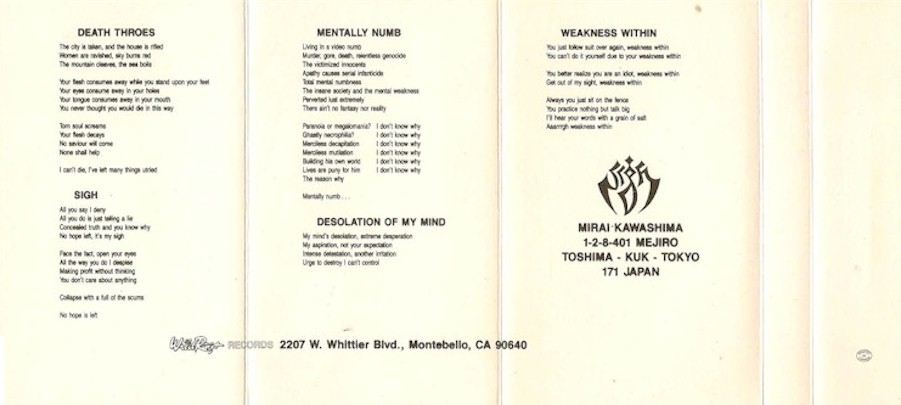 DEATH THROES
The city is taken, and the house is rifled
Women are ravished, sky burns red
The mountain cleaves, the sea boils
Your flesh consumes away while you stand upon your feet
Your eyes consume away in your holes
Your tongue consumes away in your mouth
You never thought you would die in this way
Torn soul screams
Your flesh decays
No saviour will come
None shall help
I can't die, I've left many things untried
SIGH
All you say I deny
All you do is just telling a lie
Concealed truth and you know why
No hope left, it's my sigh
Face the fact, open your eyes
All the way you do I despise
Making profit without thinking
You don't care about anything
Collapse with a full of the scums
No hope is left
MENTALLY NUMB
Living in a video numb
Murder, gore, death, relentless genocide
The victimized innocents
Apathy causes serial infanticide
Total mental numbness
The insane society and the mental weakness
Perverted lust extremely
There ain't no fantasy nor reality
Paranoia or megalomania? I don't know why
Ghastly necrophilia? I don't know why
Merciless decapitation I don't know why
Merciless mutilation I don't know why
Building his own world I don't know why
Lives are puny for him I don't know why
The reason why
Mentally numb . . .
DESOLATION OF MY MIND
My mind's desolation, extreme desperation
My aspiration, not your expectation
Intense detestation, another irritation
Urge to destroy I can't control
WEAKNESS WITHIN
You just follow suit over again, weakness within
You can't do it yourself due to your weakness within
You better realize you are an idiot, weakness within
Get out of my sight, weakness within
Always you just sit on the fence
You practice nothing but talk big
I'll hear your words with a grain of salt
Aaarrrgh weakness within
MIRAI KAWASHIMA
1-2-8-401 MEJIRO
TOSHIMA - KUK - TOKYO
171 JAPAN
Wild Rags RECORDS 2207 W. Whittier Blvd., Montebello, CA 90640